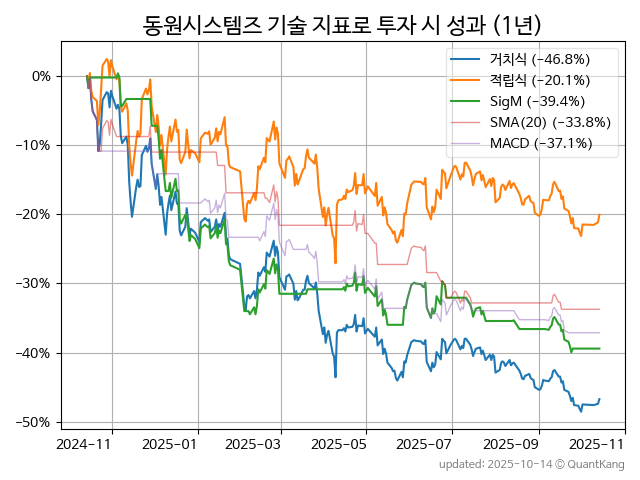 동원시스템즈 기술 지표로 투자 시 성과 (1년)
거치식 (−46.8%)
적립식 (−20.1%)
SigM (−39.4%)
SMA(20) (−33.8%)
MACD (−37.1%)
0%
−10%
−20%
−30%
−40%
−50%
2024-11 2025-01 2025-03 2025-05 2025-07 2025-09 2025-11
updated: 2025-10-14 © QuantKang